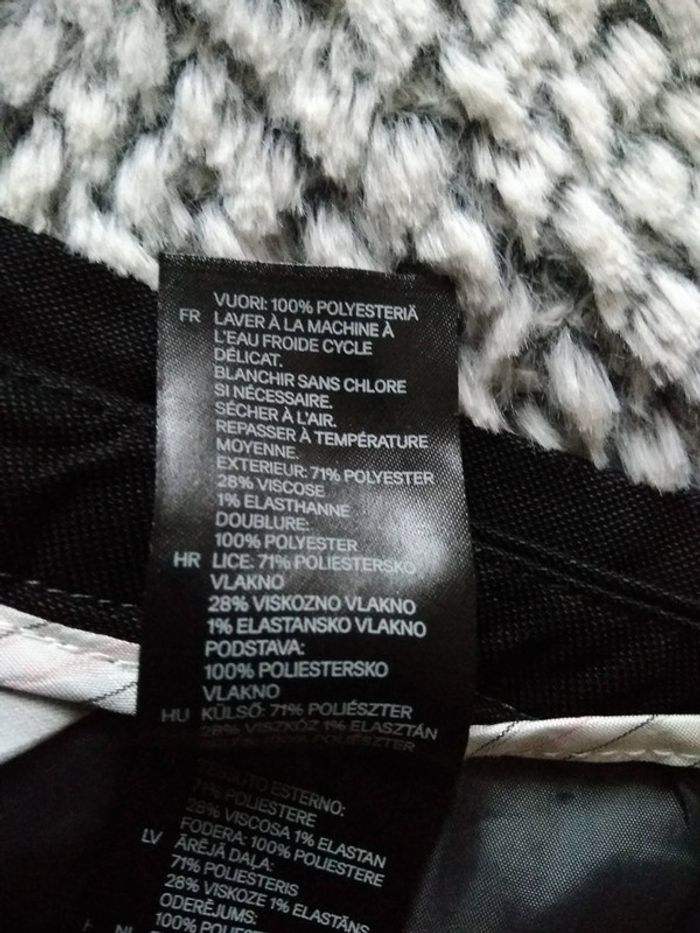 VUORI: 100% POLYESTERIÄ
FR LAVER À LA MACHINE À
L'EAU FROIDE CYCLE
DÉLICAT.
BLANCHIR SANS CHLORE
SI NÉCESSAIRE.
SÉCHER À L'AIR.
REPASSER À TEMPÉRATURE
MOYENNE.
EXTERIEUR: 71% POLYESTER
28% VISCOSE
1% ELASTHANNE
DOUBLURE:
100% POLYESTER
HR LICE: 71% POLIESTERSKO
VLAKNO
28% VISKOZNO VLAKNO
1% ELASTANSKO VLAKNO
PODSTAVA:
100% POLIESTERSKO
VLAKNO
HU KÜLSŐ: 71% POLIÉSZTER
28% VISZKÓZ 1% ELASZTÁN
POLIÉSZTER
ESTERNO:
71% POLIESTERE
28% VISCOSA 1% ELASTAN
FODERA: 100% POLIESTERE
LV ĀRĒJĀ DAĻA:
71% POLIESTERIS
28% VISKOZE 1% ELASTĀNS
ODERĒJUMS:
100%